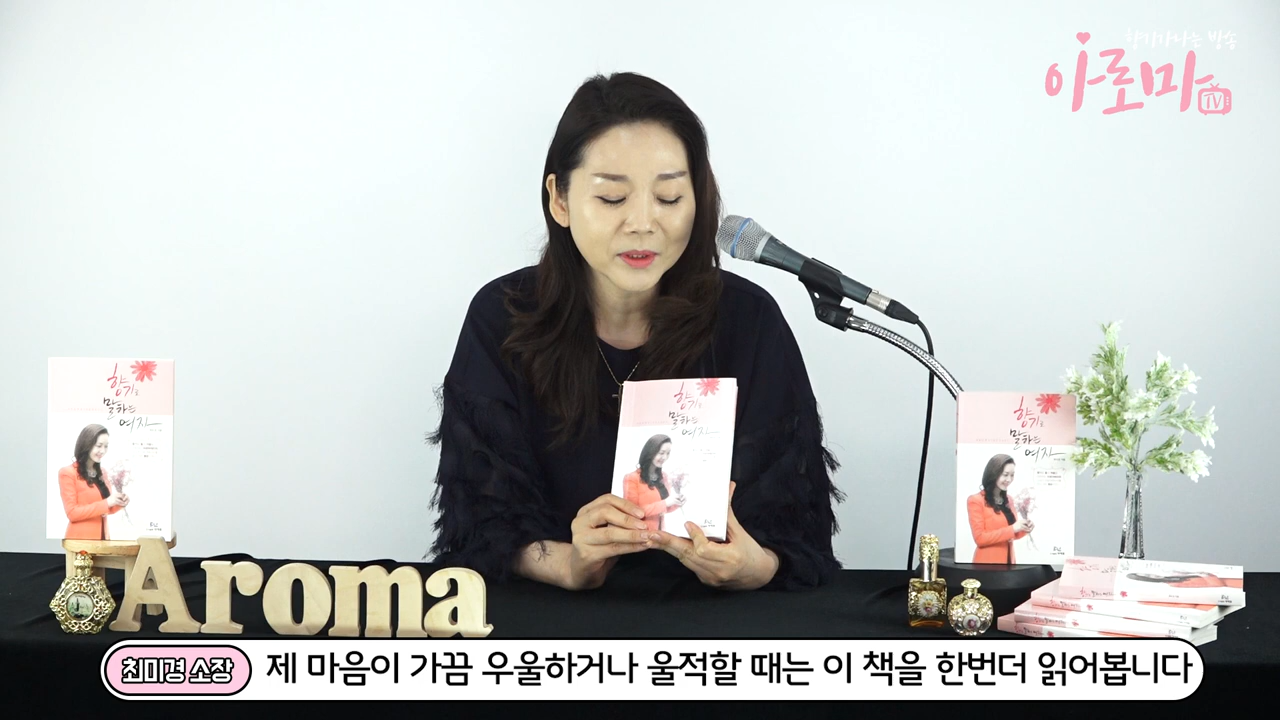 향기가나는 방송
아로마
TV
향기로
말하는
여자
향기로
말하는
여자
향기로
말하는
여자
Aroma
최미경 소장
제 마음이 가끔 우울하거나 울적할 때는 이 책을 한번더 읽어봅니다